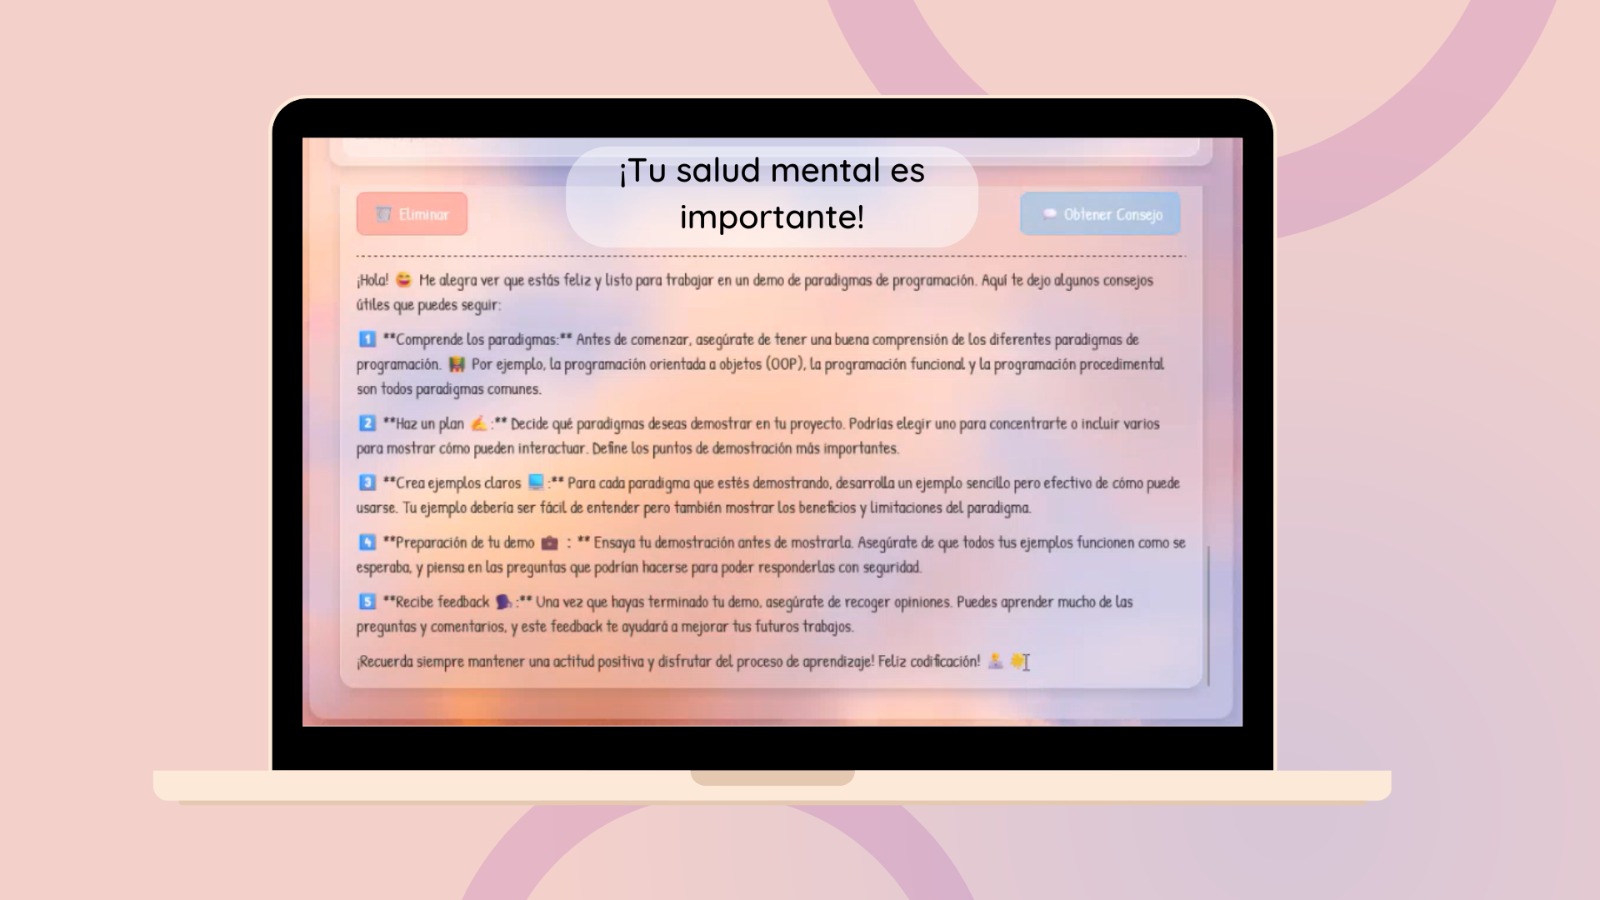 ¡Tu salud mental es
importante!
🗑️ Eliminar
💬 Obtener Consejo
¡Hola! 😄 Me alegra ver que estás feliz y listo para trabajar en un demo de paradigmas de programación. Aquí te dejo algunos consejos
útiles que puedes seguir:
1️⃣ **Comprende los paradigmas:** Antes de comenzar, asegúrate de tener una buena comprensión de los diferentes paradigmas de
programación. 👩‍🏫 Por ejemplo, la programación orientada a objetos (OOP), la programación funcional y la programación procedimental
son todos paradigmas comunes.
2️⃣ **Haz un plan ✍️:** Decide qué paradigmas deseas demostrar en tu proyecto. Podrías elegir uno para concentrarte o incluir varios
para mostrar cómo pueden interactuar. Define los puntos de demostración más importantes.
3️⃣ **Crea ejemplos claros 💻:** Para cada paradigma que estés demostrando, desarrolla un ejemplo sencillo pero efectivo de cómo puede
usarse. Tu ejemplo debería ser fácil de entender pero también mostrar los beneficios y limitaciones del paradigma.
4️⃣ **Preparación de tu demo 💼 : ** Ensaya tu demostración antes de mostrarla. Asegúrate de que todos tus ejemplos funcionen como se
esperaba, y piensa en las preguntas que podrían hacerse para poder responderlas con seguridad.
5️⃣ **Recibe feedback 🗣️:** Una vez que hayas terminado tu demo, asegúrate de recoger opiniones. Puedes aprender mucho de las
preguntas y comentarios, y este feedback te ayudará a mejorar tus futuros trabajos.
¡Recuerda siempre mantener una actitud positiva y disfrutar del proceso de aprendizaje! Feliz codificación!